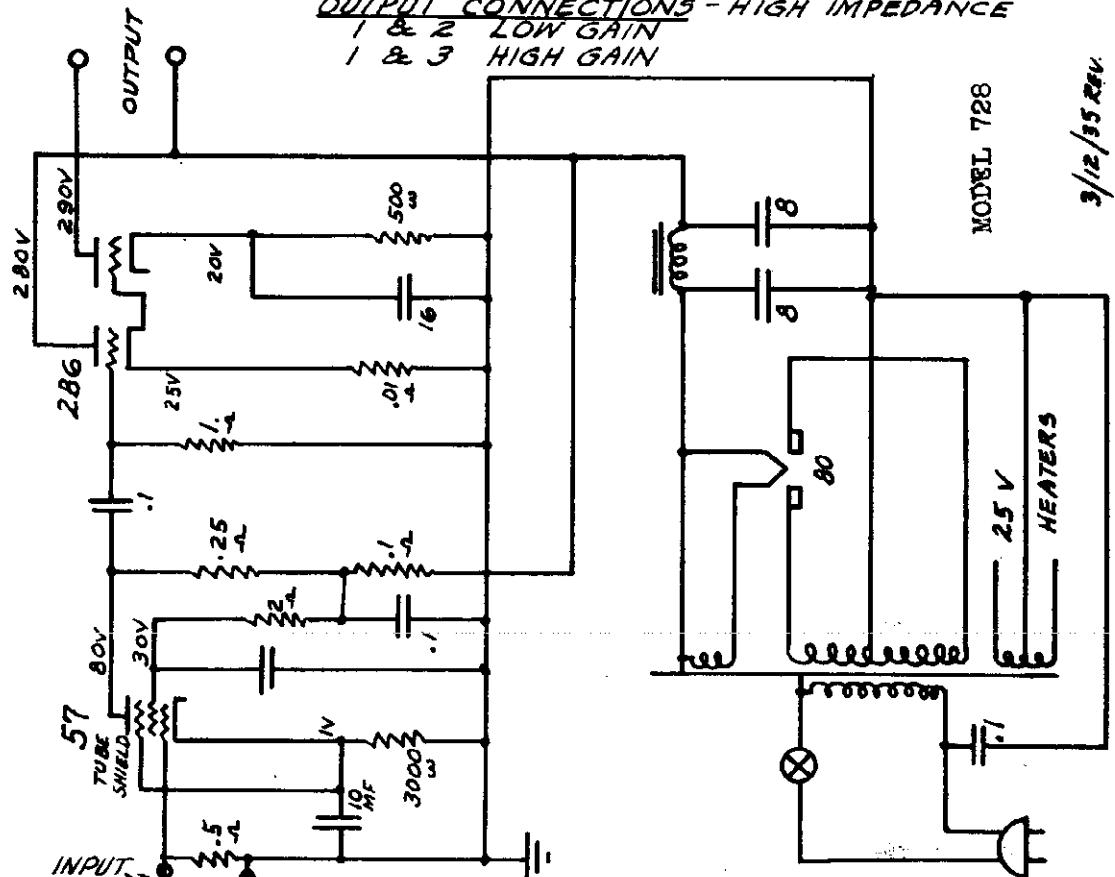 OUTPUT CONNECTIONS - HIGH IMPEDANCE
1 & 2 LOW GAIN
1 & 3 HIGH GAIN
OUTPUT
280V
290V
20V
500
ω
16
2B6
25V
.01
Ω
1.
Ω
.1
.25
Ω
.1
Ω
2
Ω
.1
80V
30V
57
TUBE
SHIELD
1V
3000
ω
10
MF
.5
Ω
INPUT
8
8
80
2.5 V
HEATERS
.1
MODEL 728
3/12/35 REV.